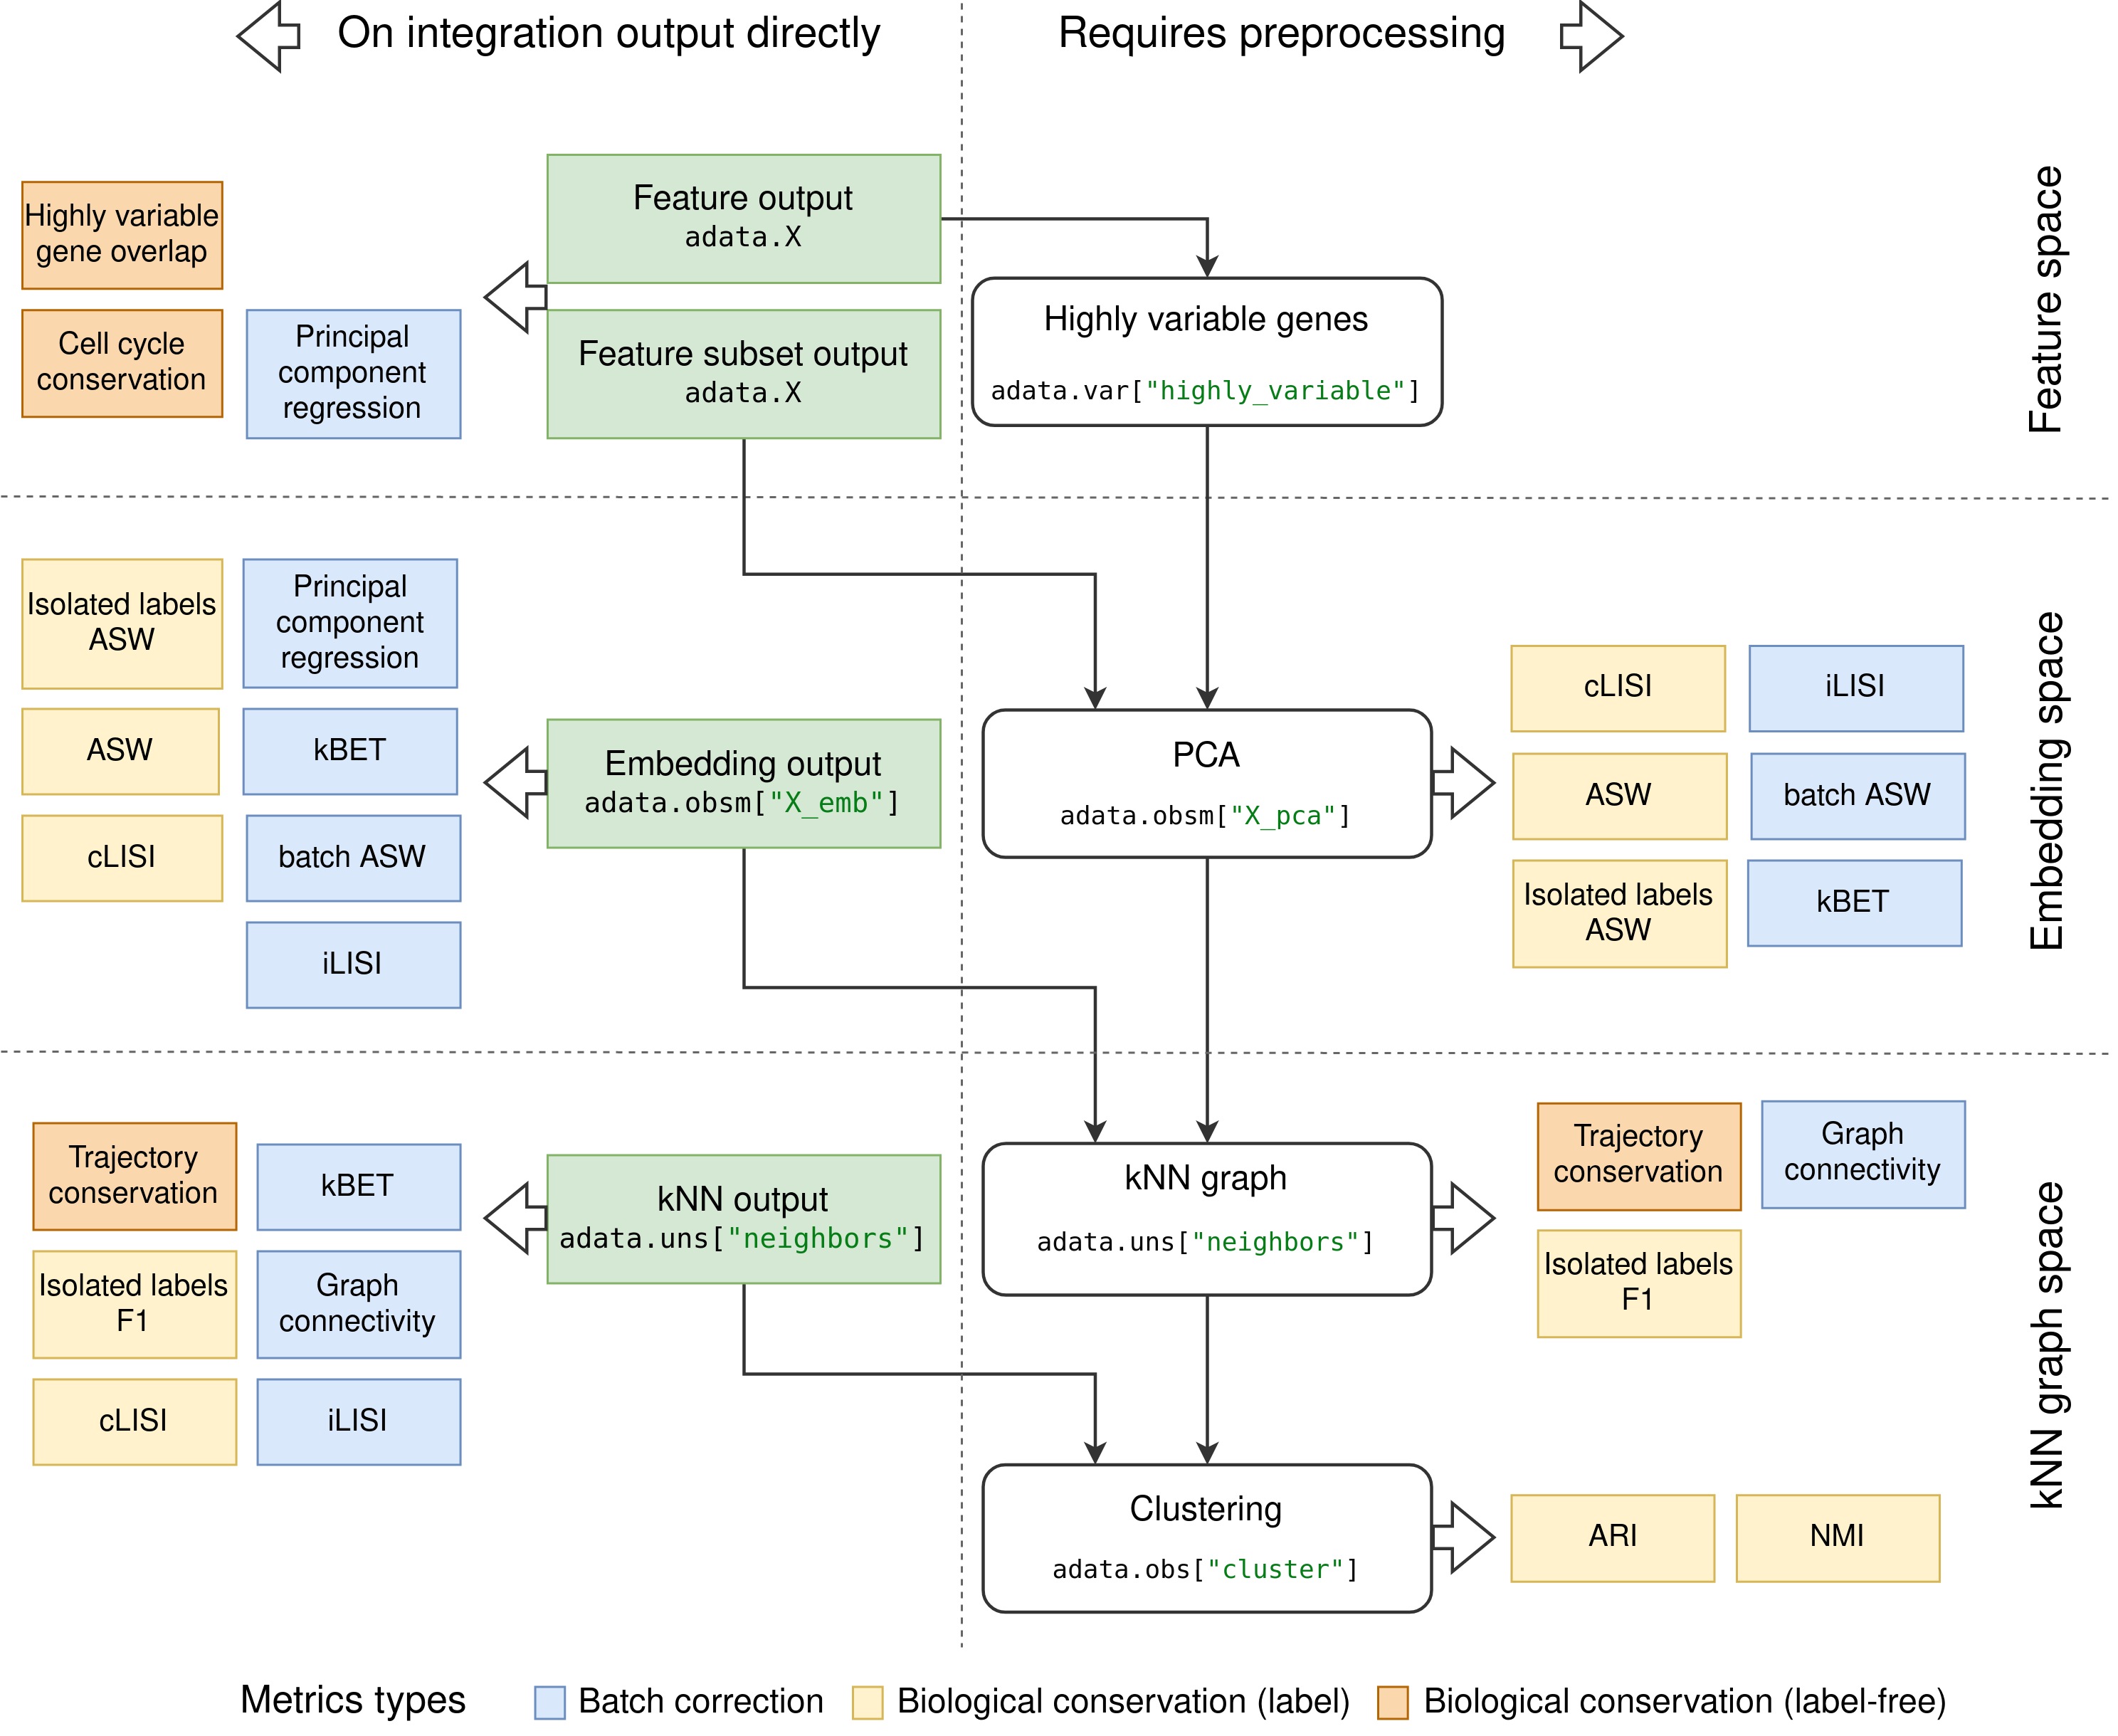 On integration output directly
Requires preprocessing
Feature space
Highly variable
gene overlap
Cell cycle
conservation
Principal
component
regression
Feature output
adata.X
Feature subset output
adata.X
Highly variable genes
adata.var["highly_variable"]
Embedding space
Isolated labels
ASW
Principal
component
regression
ASW
kBET
cLISI
batch ASW
iLISI
Embedding output
adata.obsm["X_emb"]
PCA
adata.obsm["X_pca"]
cLISI
iLISI
ASW
batch ASW
Isolated labels
ASW
kBET
kNN graph space
Trajectory
conservation
kBET
Isolated labels
F1
Graph
connectivity
cLISI
iLISI
kNN output
adata.uns["neighbors"]
kNN graph
adata.uns["neighbors"]
Trajectory
conservation
Graph
connectivity
Isolated labels
F1
Clustering
adata.obs["cluster"]
ARI
NMI
Metrics types
Batch correction
Biological conservation (label)
Biological conservation (label-free)